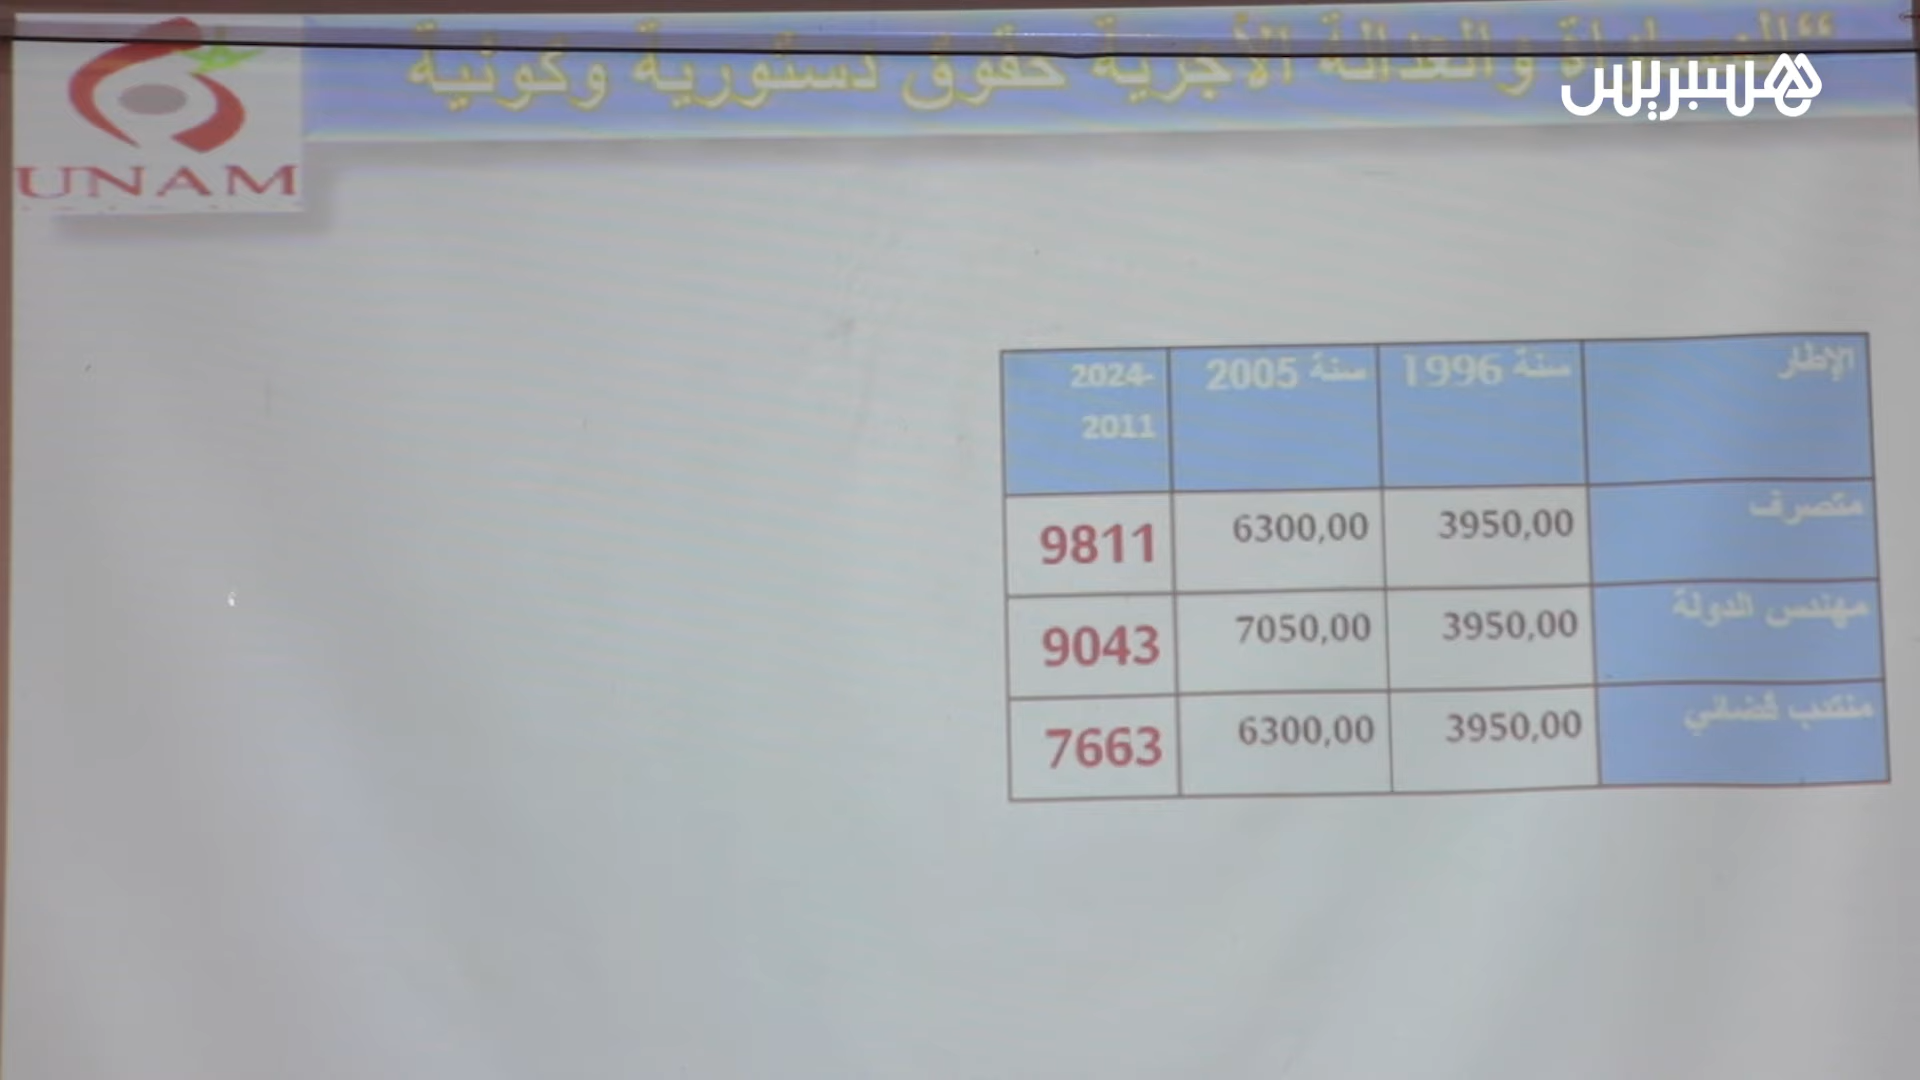 “المساواة والعدالة الأجرية حقوق دستورية وكونية
هسبريس
UNAM
الإطار سنة 1996 سنة 2005 2024-
2011
متصرف 3950,00 6300,00 9811
مهندس الدولة 3950,00 7050,00 9043
منتدب قضائي 3950,00 6300,00 7663